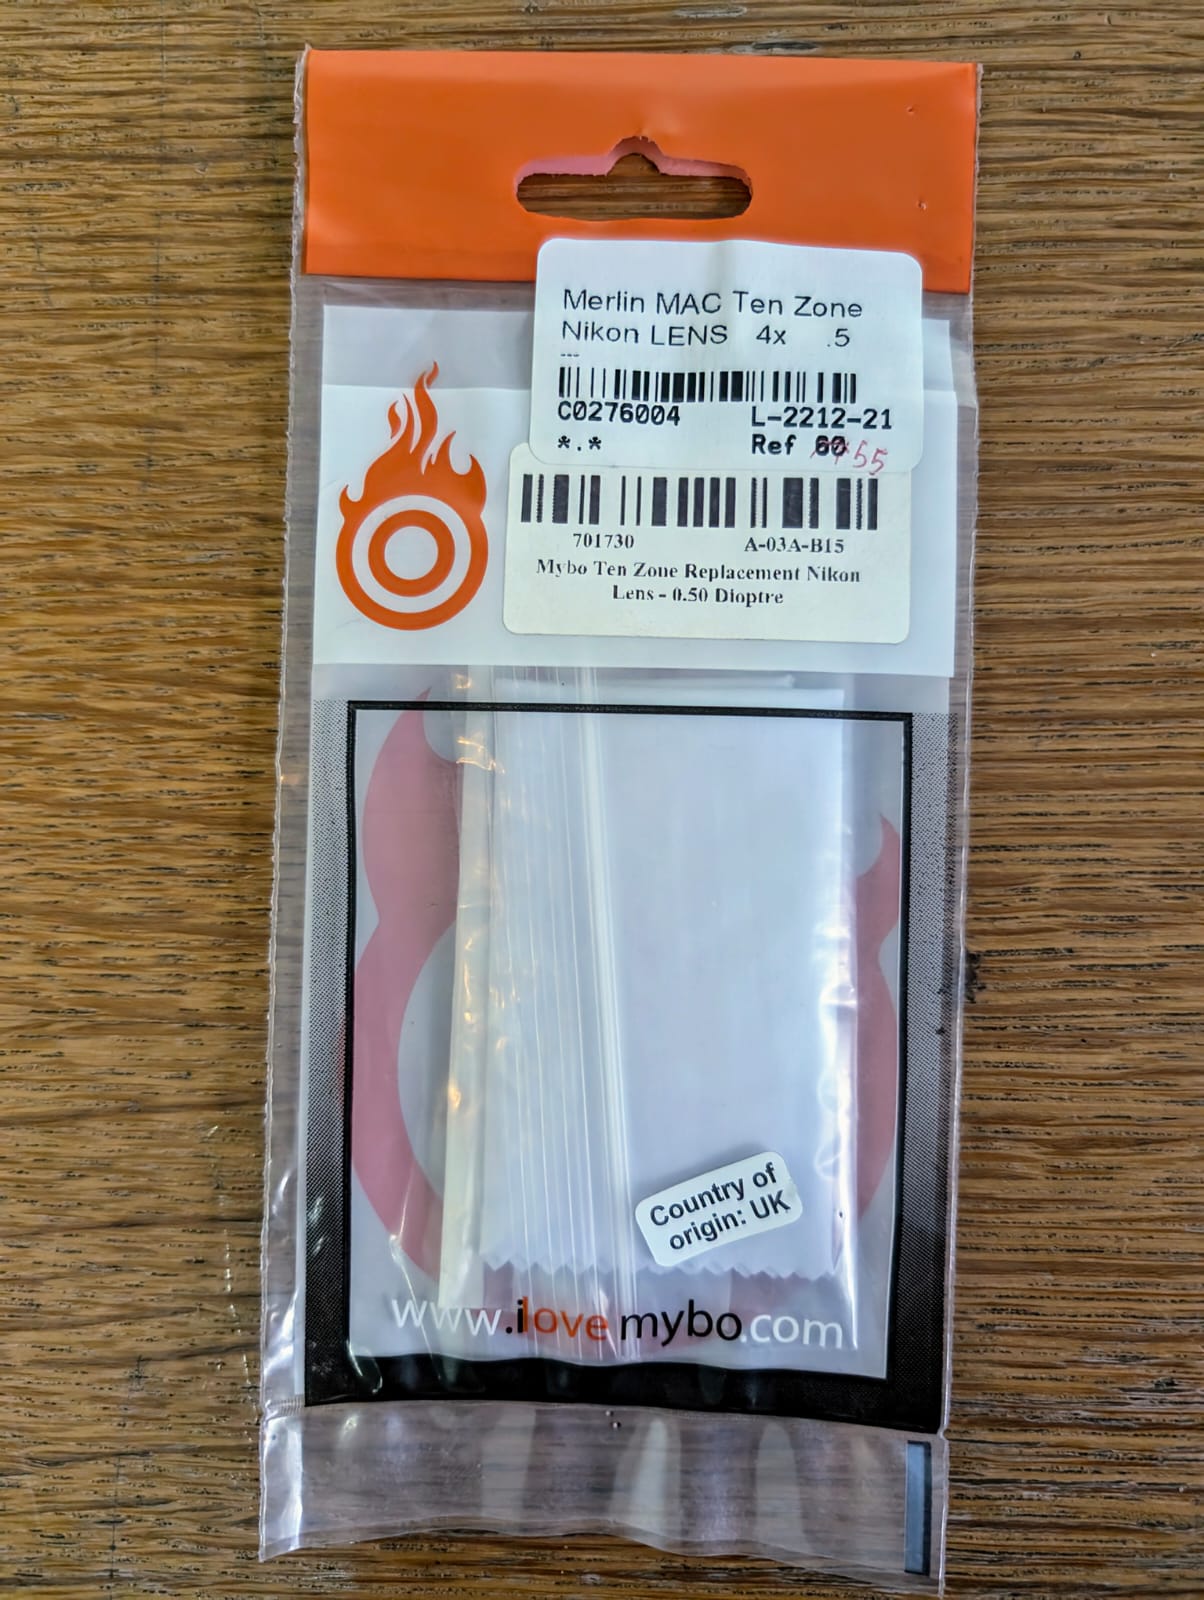 Merlin MAC Ten Zone
Nikon LENS 4x .5
---
C0276004 L-2212-21
*.* Ref 60 55
701730 A-03A-B15
Mybo Ten Zone Replacement Nikon
Lens - 0.50 Dioptre
Country of
origin: UK
www.ilovemybo.com